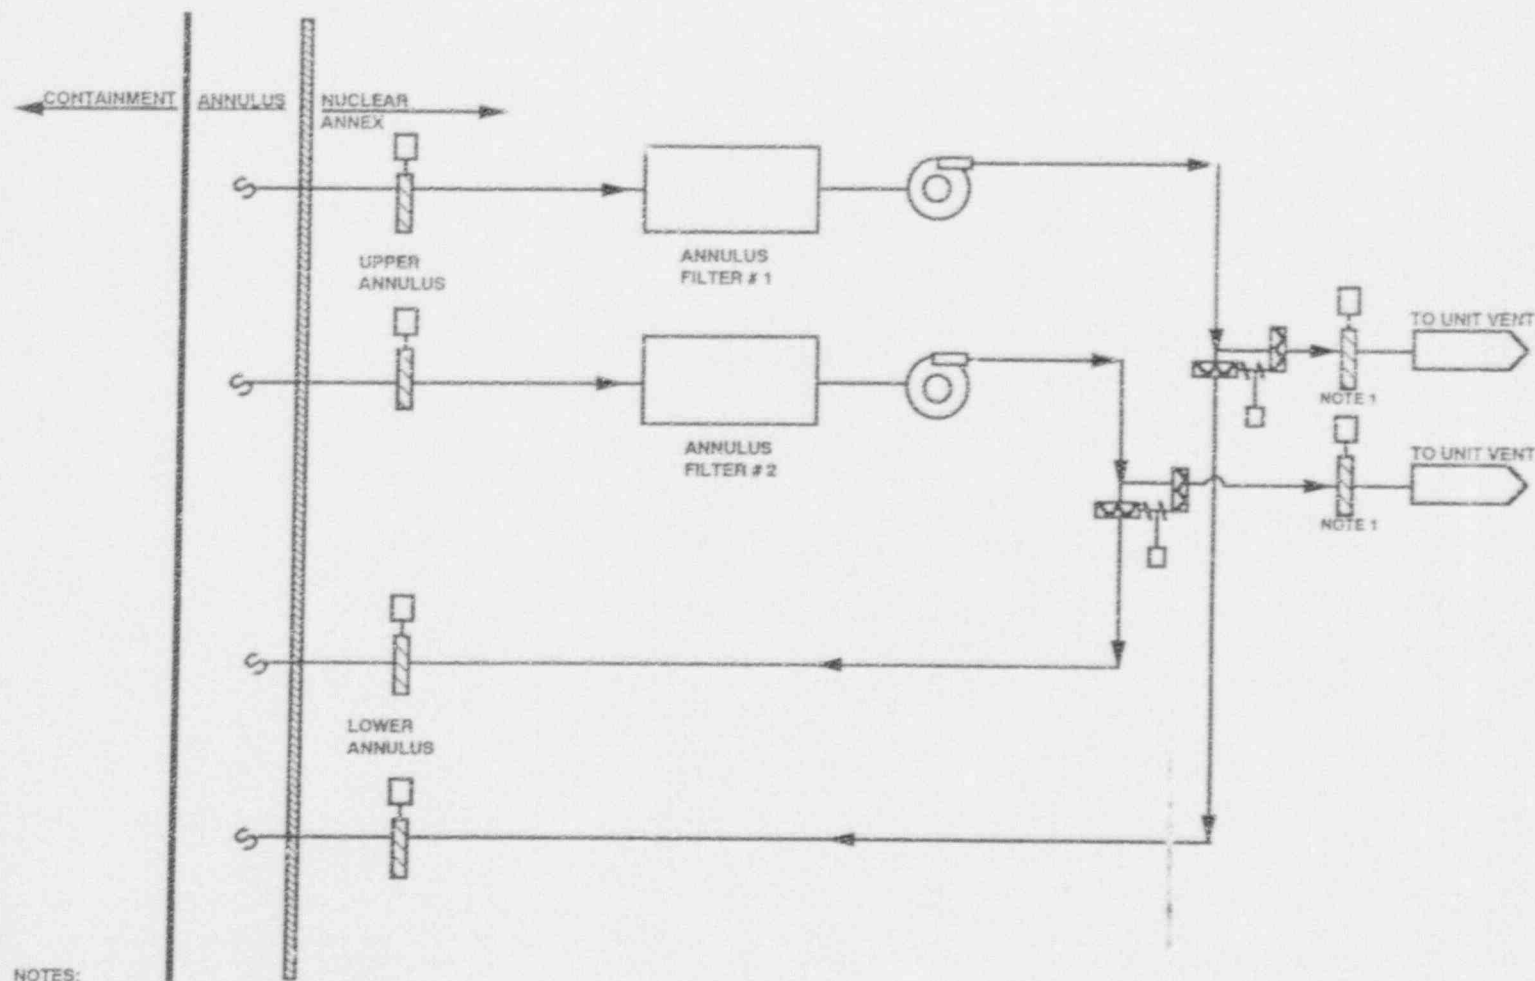 CONTAINMENT
ANNULUS
NUCLEAR
ANNEX
UPPER
ANNULUS
ANNULUS
FILTER # 1
TO UNIT VENT
NOTE 1
ANNULUS
FILTER # 2
TO UNIT VENT
NOTE 1
LOWER
ANNULUS
NOTES: